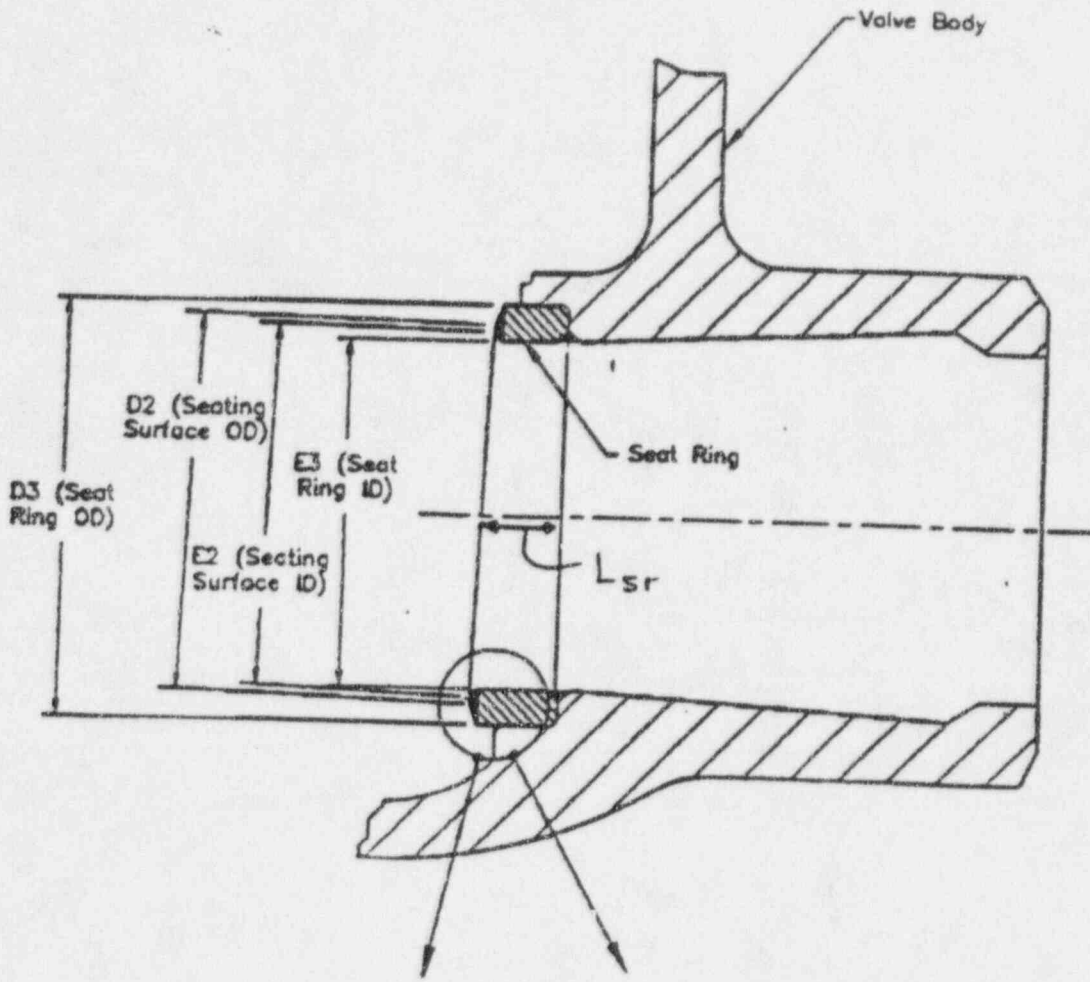 Valve Body
D2 (Seating
Surface OD)
E3 (Seat
Ring ID)
Seat Ring
D3 (Seat
Ring OD)
E2 (Seating
Surface ID)
Lsr